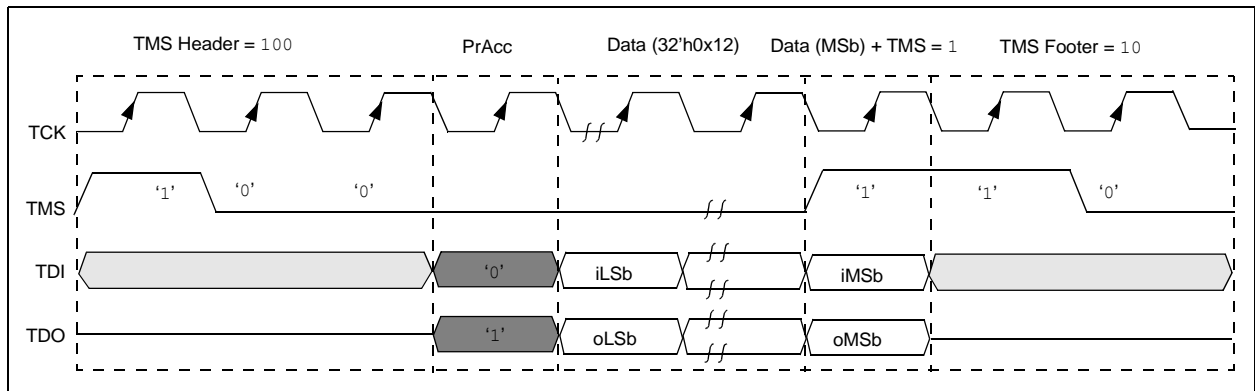 TMS Header = 100 PrAcc Data (32'h0x12) Data (MSb) + TMS = 1 TMS Footer = 10
TCK
TMS '1' '0' '0' '1' '1' '0'
TDI '0' iLSb iMSb
TDO '1' oLSb oMSb